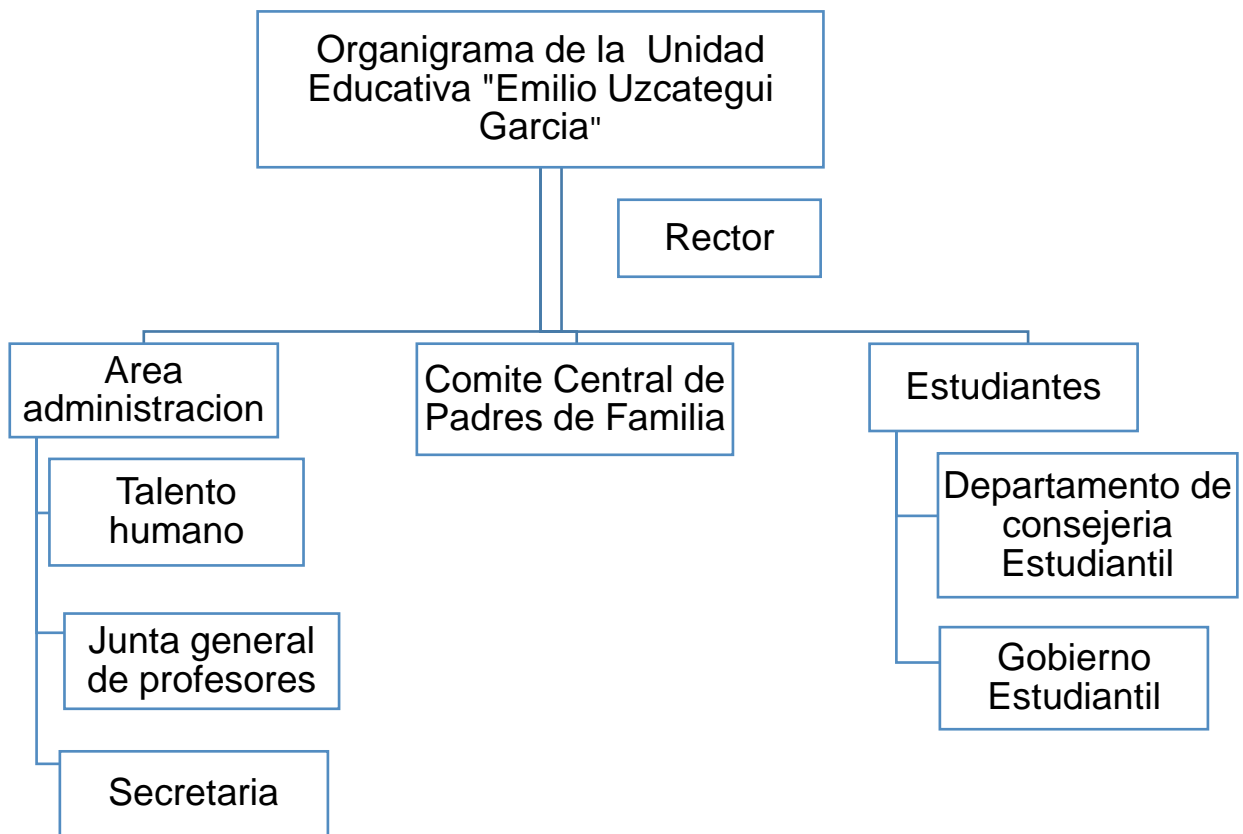 Organigrama de la Unidad
Educativa "Emilio Uzcategui
Garcia"
Rector
Area
administracion
Comite Central de
Padres de Familia
Estudiantes
Talento
humano
Departamento de
consejeria
Estudiantil
Junta general
de profesores
Gobierno
Estudiantil
Secretaria